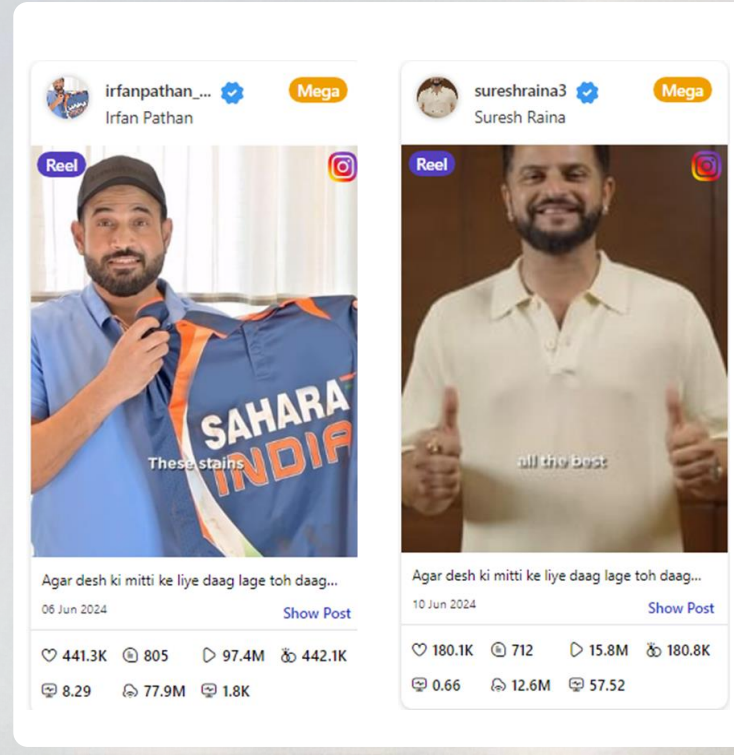 irfanpathan_...
Mega
Irfan Pathan
Reel
SAHARA
INDIA
These stains
Agar desh ki mitti ke liye daag lage toh daag...
06 Jun 2024
Show Post
441.3K 805 97.4M 442.1K
8.29 77.9M 1.8K
sureshraina3
Mega
Suresh Raina
Reel
all the best
Agar desh ki mitti ke liye daag lage toh daag...
10 Jun 2024
Show Post
180.1K 712 15.8M 180.8K
0.66 12.6M 57.52